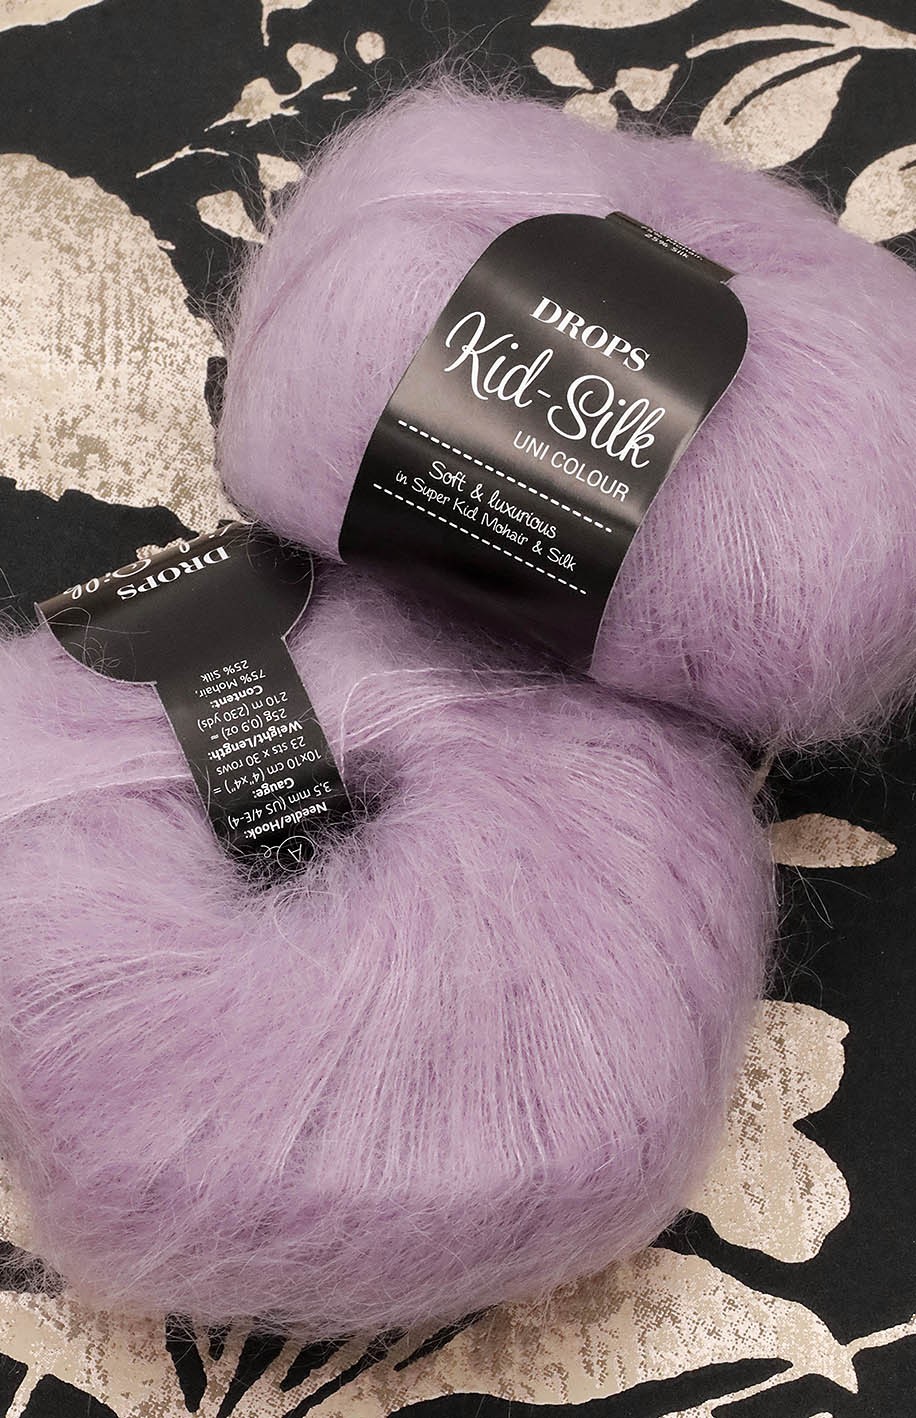 25% Silk
DROPS
Kid-Silk
UNI COLOUR
Soft & luxurious
in Super Kid Mohair & Silk
DROPS
Needle/Hook:
3,5 mm (US 4/E-4)
Gauge:
10x10 cm (4"x4") =
23 sts x 30 rows
Weight/Length:
25g (0.9 oz) =
210 m (230 yds)
Content:
75% Mohair,
25% Silk